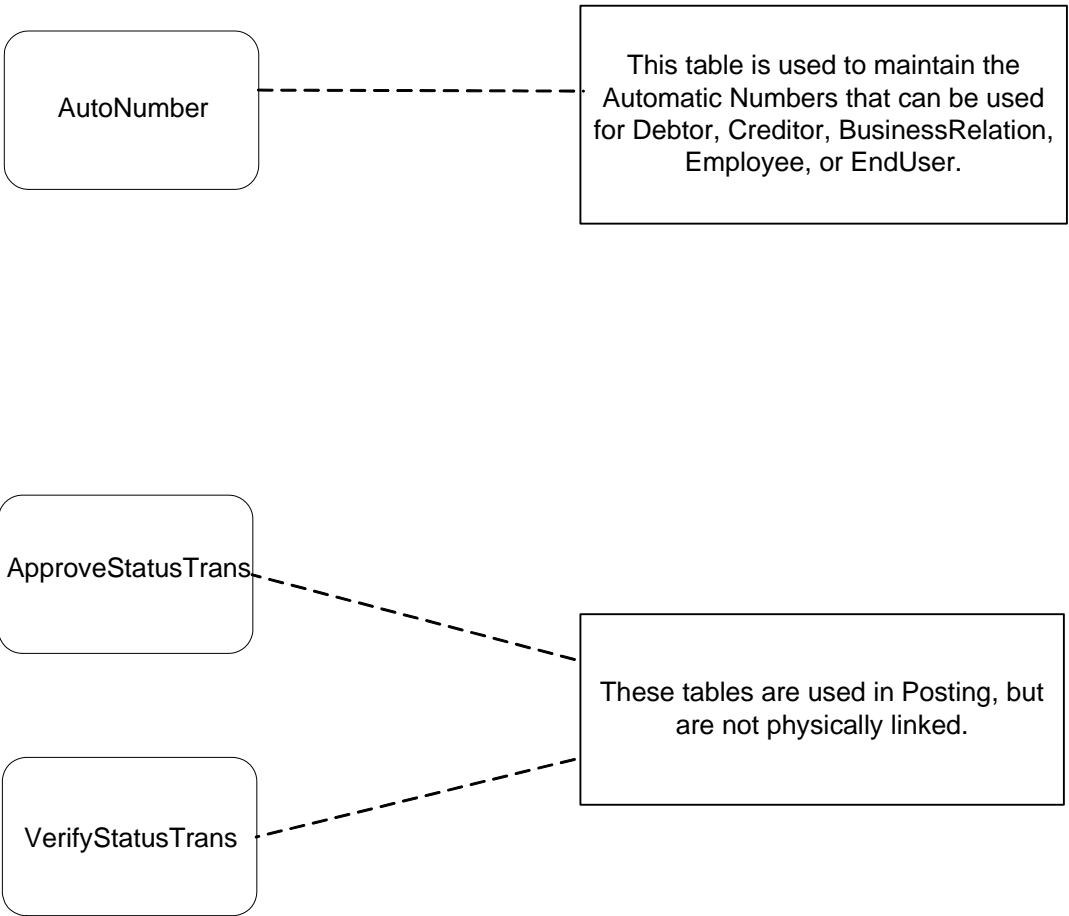 AutoNumber
This table is used to maintain the
Automatic Numbers that can be used
for Debtor, Creditor, BusinessRelation,
Employee, or EndUser.
ApproveStatusTrans
These tables are used in Posting, but
are not physically linked.
VerifyStatusTrans